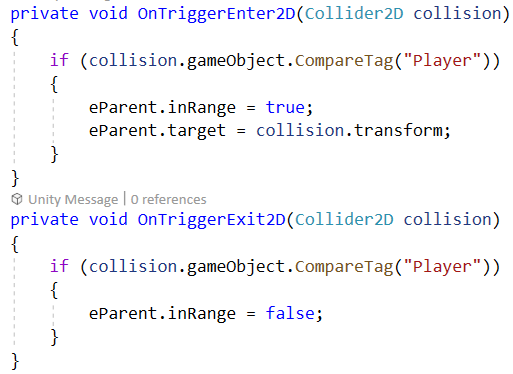 private void OnTriggerEnter2D(Collider2D collision)
{
    if (collision.gameObject.CompareTag("Player"))
    {
        eParent.inRange = true;
        eParent.target = collision.transform;
    }
}
Unity Message | 0 references
private void OnTriggerExit2D(Collider2D collision)
{
    if (collision.gameObject.CompareTag("Player"))
    {
        eParent.inRange = false;
    }
}